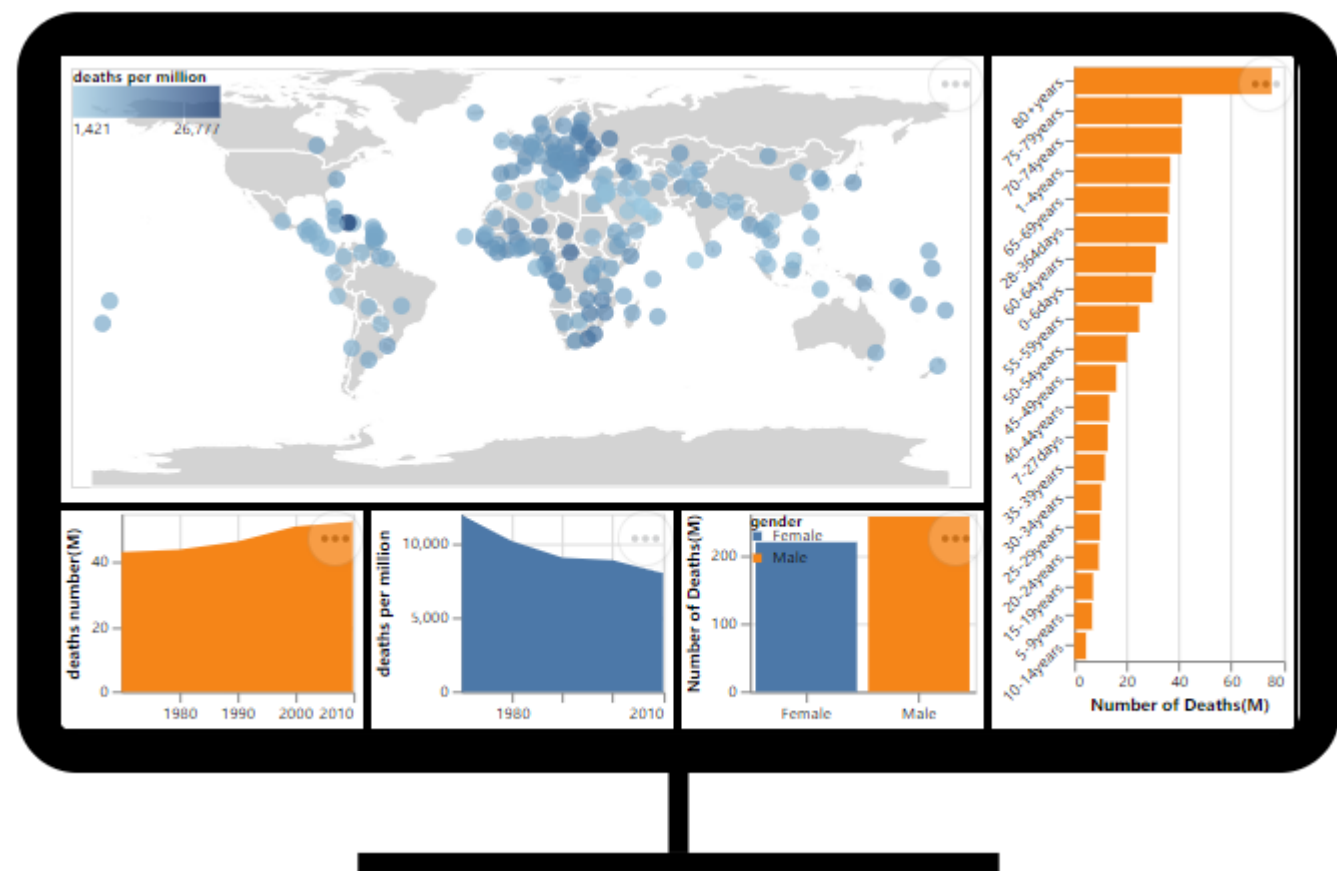 deaths per million
1,421 26,777
80+years
75-79years
70-74years
1-4years
65-69years
28-364days
60-64years
0-6days
55-59years
50-54years
45-49years
40-44years
7-27days
35-39years
30-34years
25-29years
20-24years
15-19years
5-9years
10-14years
0 20 40 60 80
Number of Deaths(M)
deaths number(M)
40
20
0
1980 1990 2000 2010
deaths per million
10,000
5,000
0
1980 2010
Number of Deaths(M)
gender
Female
Male
200
100
0
Female Male